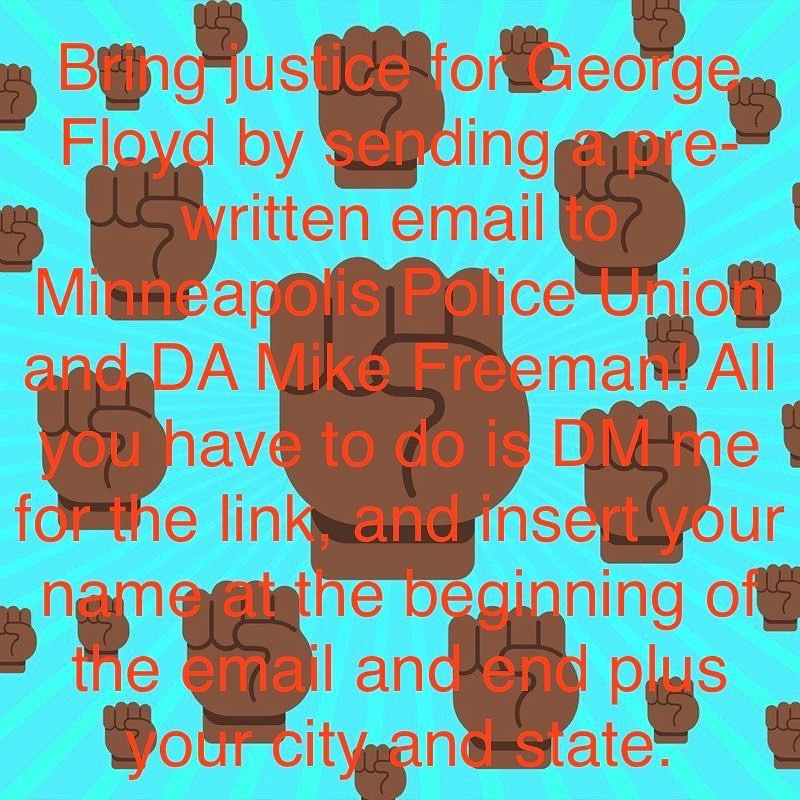 Bring justice for George
Floyd by sending a pre-
written email to
Minneapolis Police Union
and DA Mike Freeman! All
you have to do is DM me
for the link, and insert your
name at the beginning of
the email and end plus
your city and state.